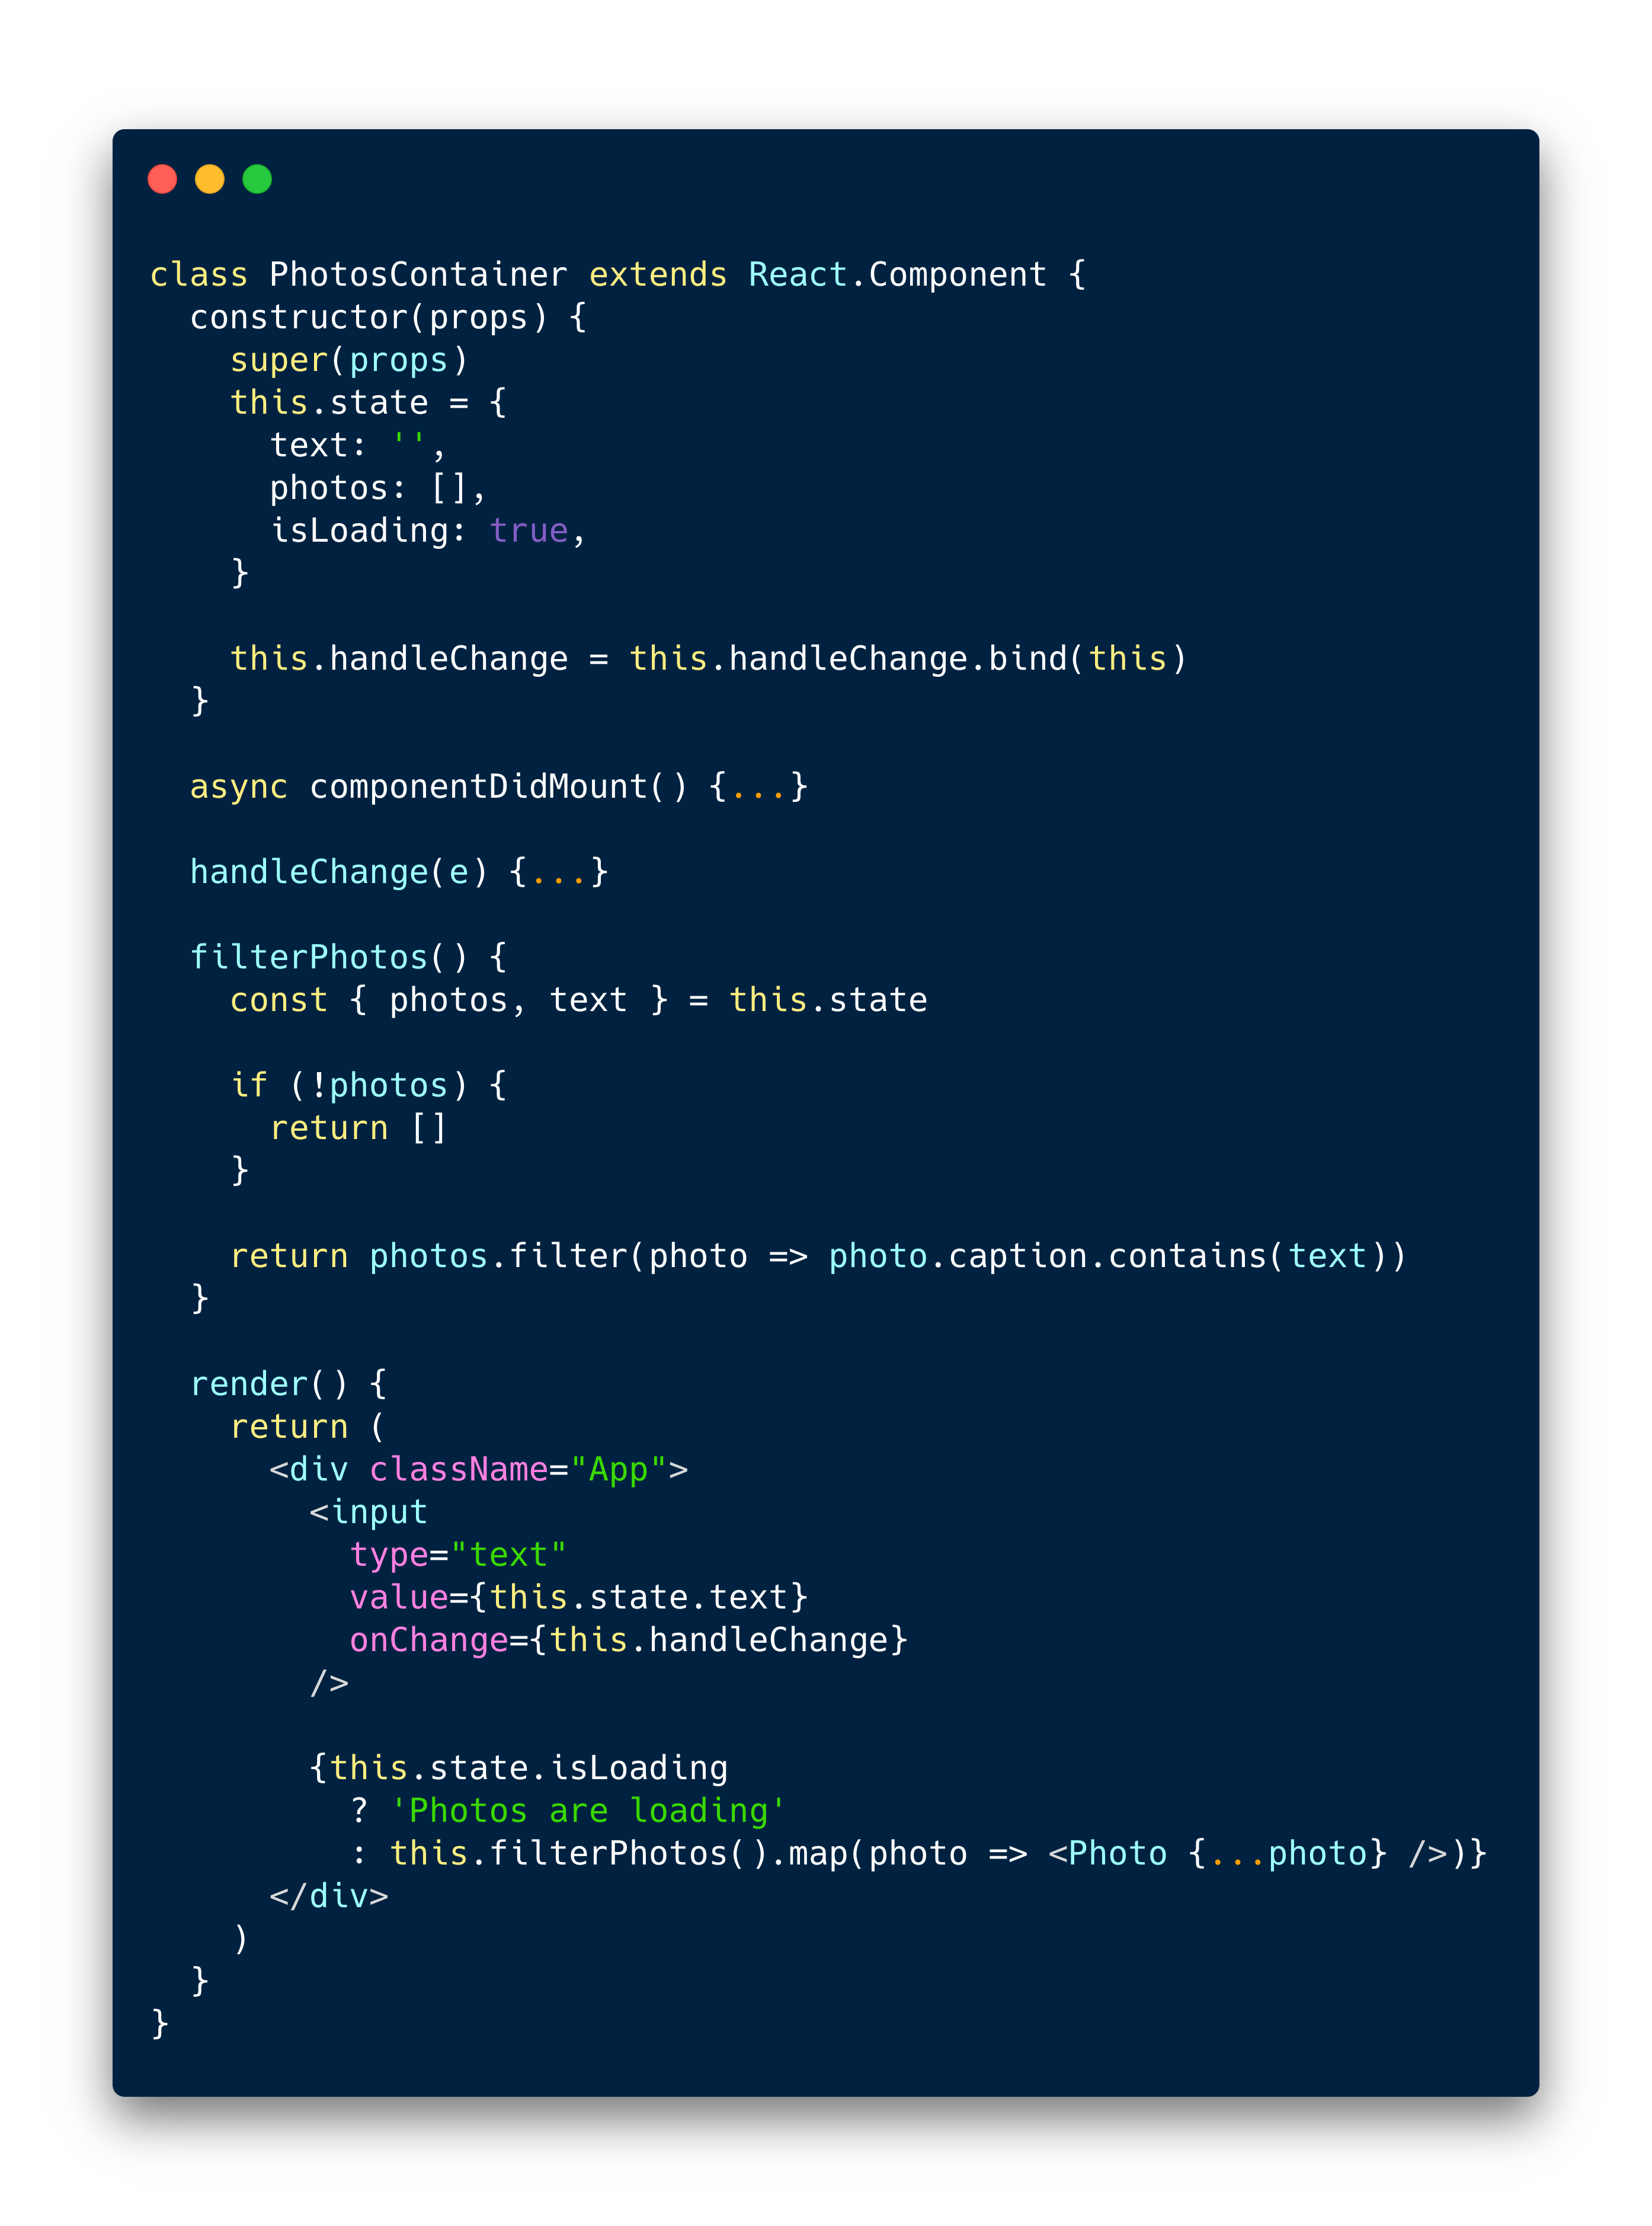 class PhotosContainer extends React.Component {
  constructor(props) {
    super(props)
    this.state = {
      text: '',
      photos: [],
      isLoading: true,
    }

    this.handleChange = this.handleChange.bind(this)
  }

  async componentDidMount() {...}

  handleChange(e) {...}

  filterPhotos() {
    const { photos, text } = this.state

    if (!photos) {
      return []
    }

    return photos.filter(photo => photo.caption.contains(text))
  }

  render() {
    return (
      <div className="App">
        <input
          type="text"
          value={this.state.text}
          onChange={this.handleChange}
        />

        {this.state.isLoading
          ? 'Photos are loading'
          : this.filterPhotos().map(photo => <Photo {...photo} />)}
      </div>
    )
  }
}